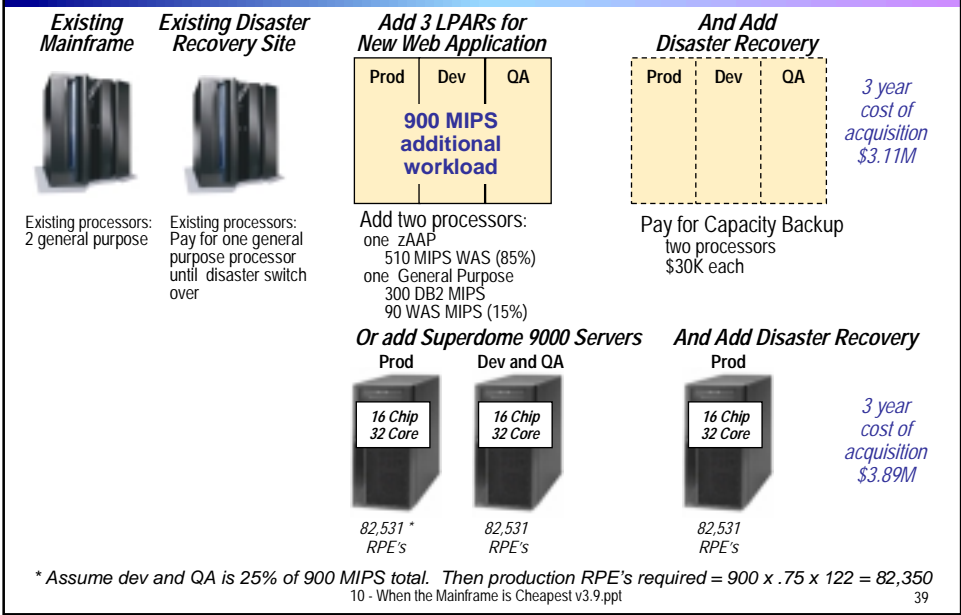 Existing
Mainframe
Existing Disaster
Recovery Site
Add 3 LPARs for
New Web Application
And Add
Disaster Recovery
Prod
Dev
QA
900 MIPS
additional
workload
Prod
Dev
QA
3 year
cost of
acquisition
$3.11M
Existing processors:
2 general purpose
Existing processors:
Pay for one general
purpose processor
until disaster switch
over
Add two processors:
one zAAP
510 MIPS WAS (85%)
one General Purpose
300 DB2 MIPS
90 WAS MIPS (15%)
Pay for Capacity Backup
two processors
$30K each
Or add Superdome 9000 Servers
And Add Disaster Recovery
Prod
Dev and QA
Prod
16 Chip
32 Core
16 Chip
32 Core
16 Chip
32 Core
3 year
cost of
acquisition
$3.89M
82,531 *
RPE's
82,531
RPE's
82,531
RPE's
* Assume dev and QA is 25% of 900 MIPS total. Then production RPE's required = 900 x .75 x 122 = 82,350
10 - When the Mainframe is Cheapest v3.9.ppt
39